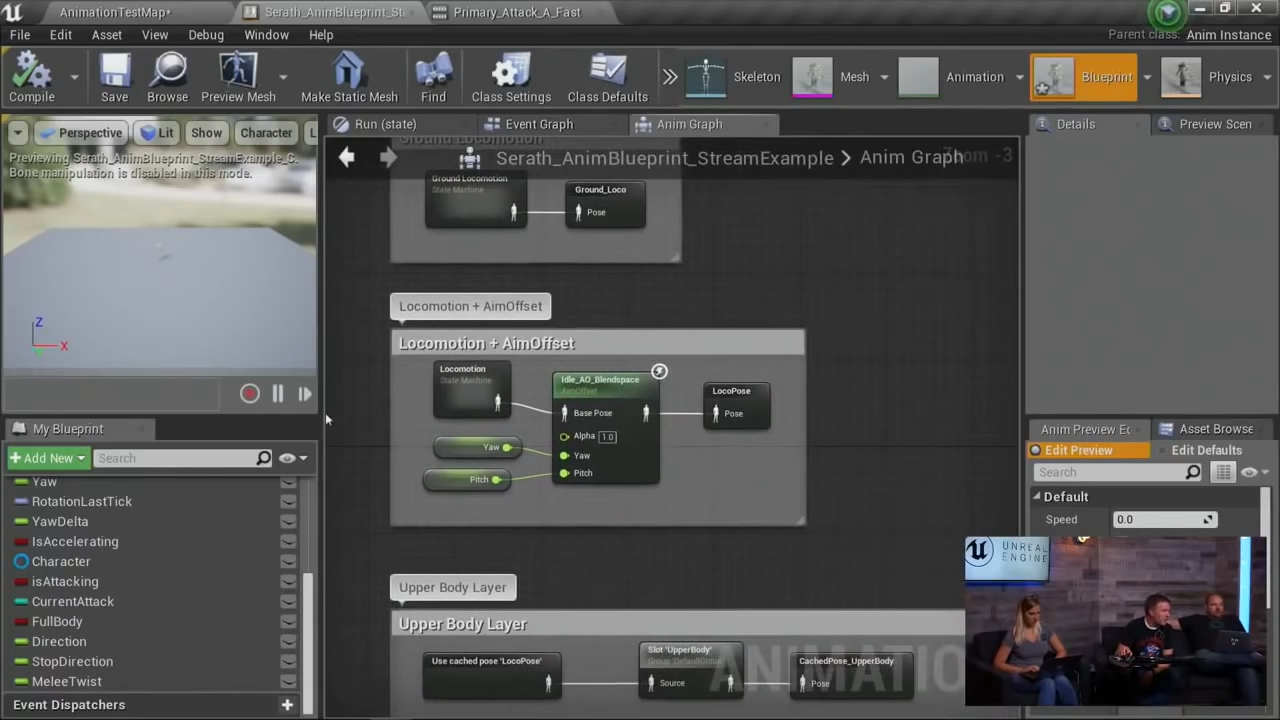 AnimationTestMap*
Serath_AnimBlueprint_St
Primary_Attack_A_Fast
File Edit Asset View Debug Window Help
Parent class: Anim Instance
Compile Save Browse Preview Mesh Make Static Mesh Find Class Settings Class Defaults
Skeleton Mesh Animation Blueprint Physics
Perspective Lit Show Character L
Previewing Serath_AnimBlueprint_StreamExample_C.
Bone manipulation is disabled in this mode.
Z
X
Run (state) Event Graph Anim Graph
Serath_AnimBlueprint_StreamExample > Anim Graph
Zoom -3
Ground Locomotion
Ground Locomotion
State Machine
Ground_Loco
Pose
Locomotion + AimOffset
Locomotion + AimOffset
Locomotion
State Machine
Idle_AO_Blendspace
AimOffset
Base Pose
Alpha 1.0
Yaw
Pitch
Yaw
Pitch
LocoPose
Pose
Upper Body Layer
Upper Body Layer
Use cached pose 'LocoPose'
Slot 'UpperBody'
Group 'DefaultGroup'
Source
CachedPose_UpperBody
Pose
ANIMATIO
My Blueprint
Add New Search
Yaw
RotationLastTick
YawDelta
IsAccelerating
Character
isAttacking
CurrentAttack
FullBody
Direction
StopDirection
MeleeTwist
Event Dispatchers
Details Preview Scen
Anim Preview Ec Asset Browse
Edit Preview Edit Defaults
Search
Default
Speed 0.0
UNREAL
ENGINE